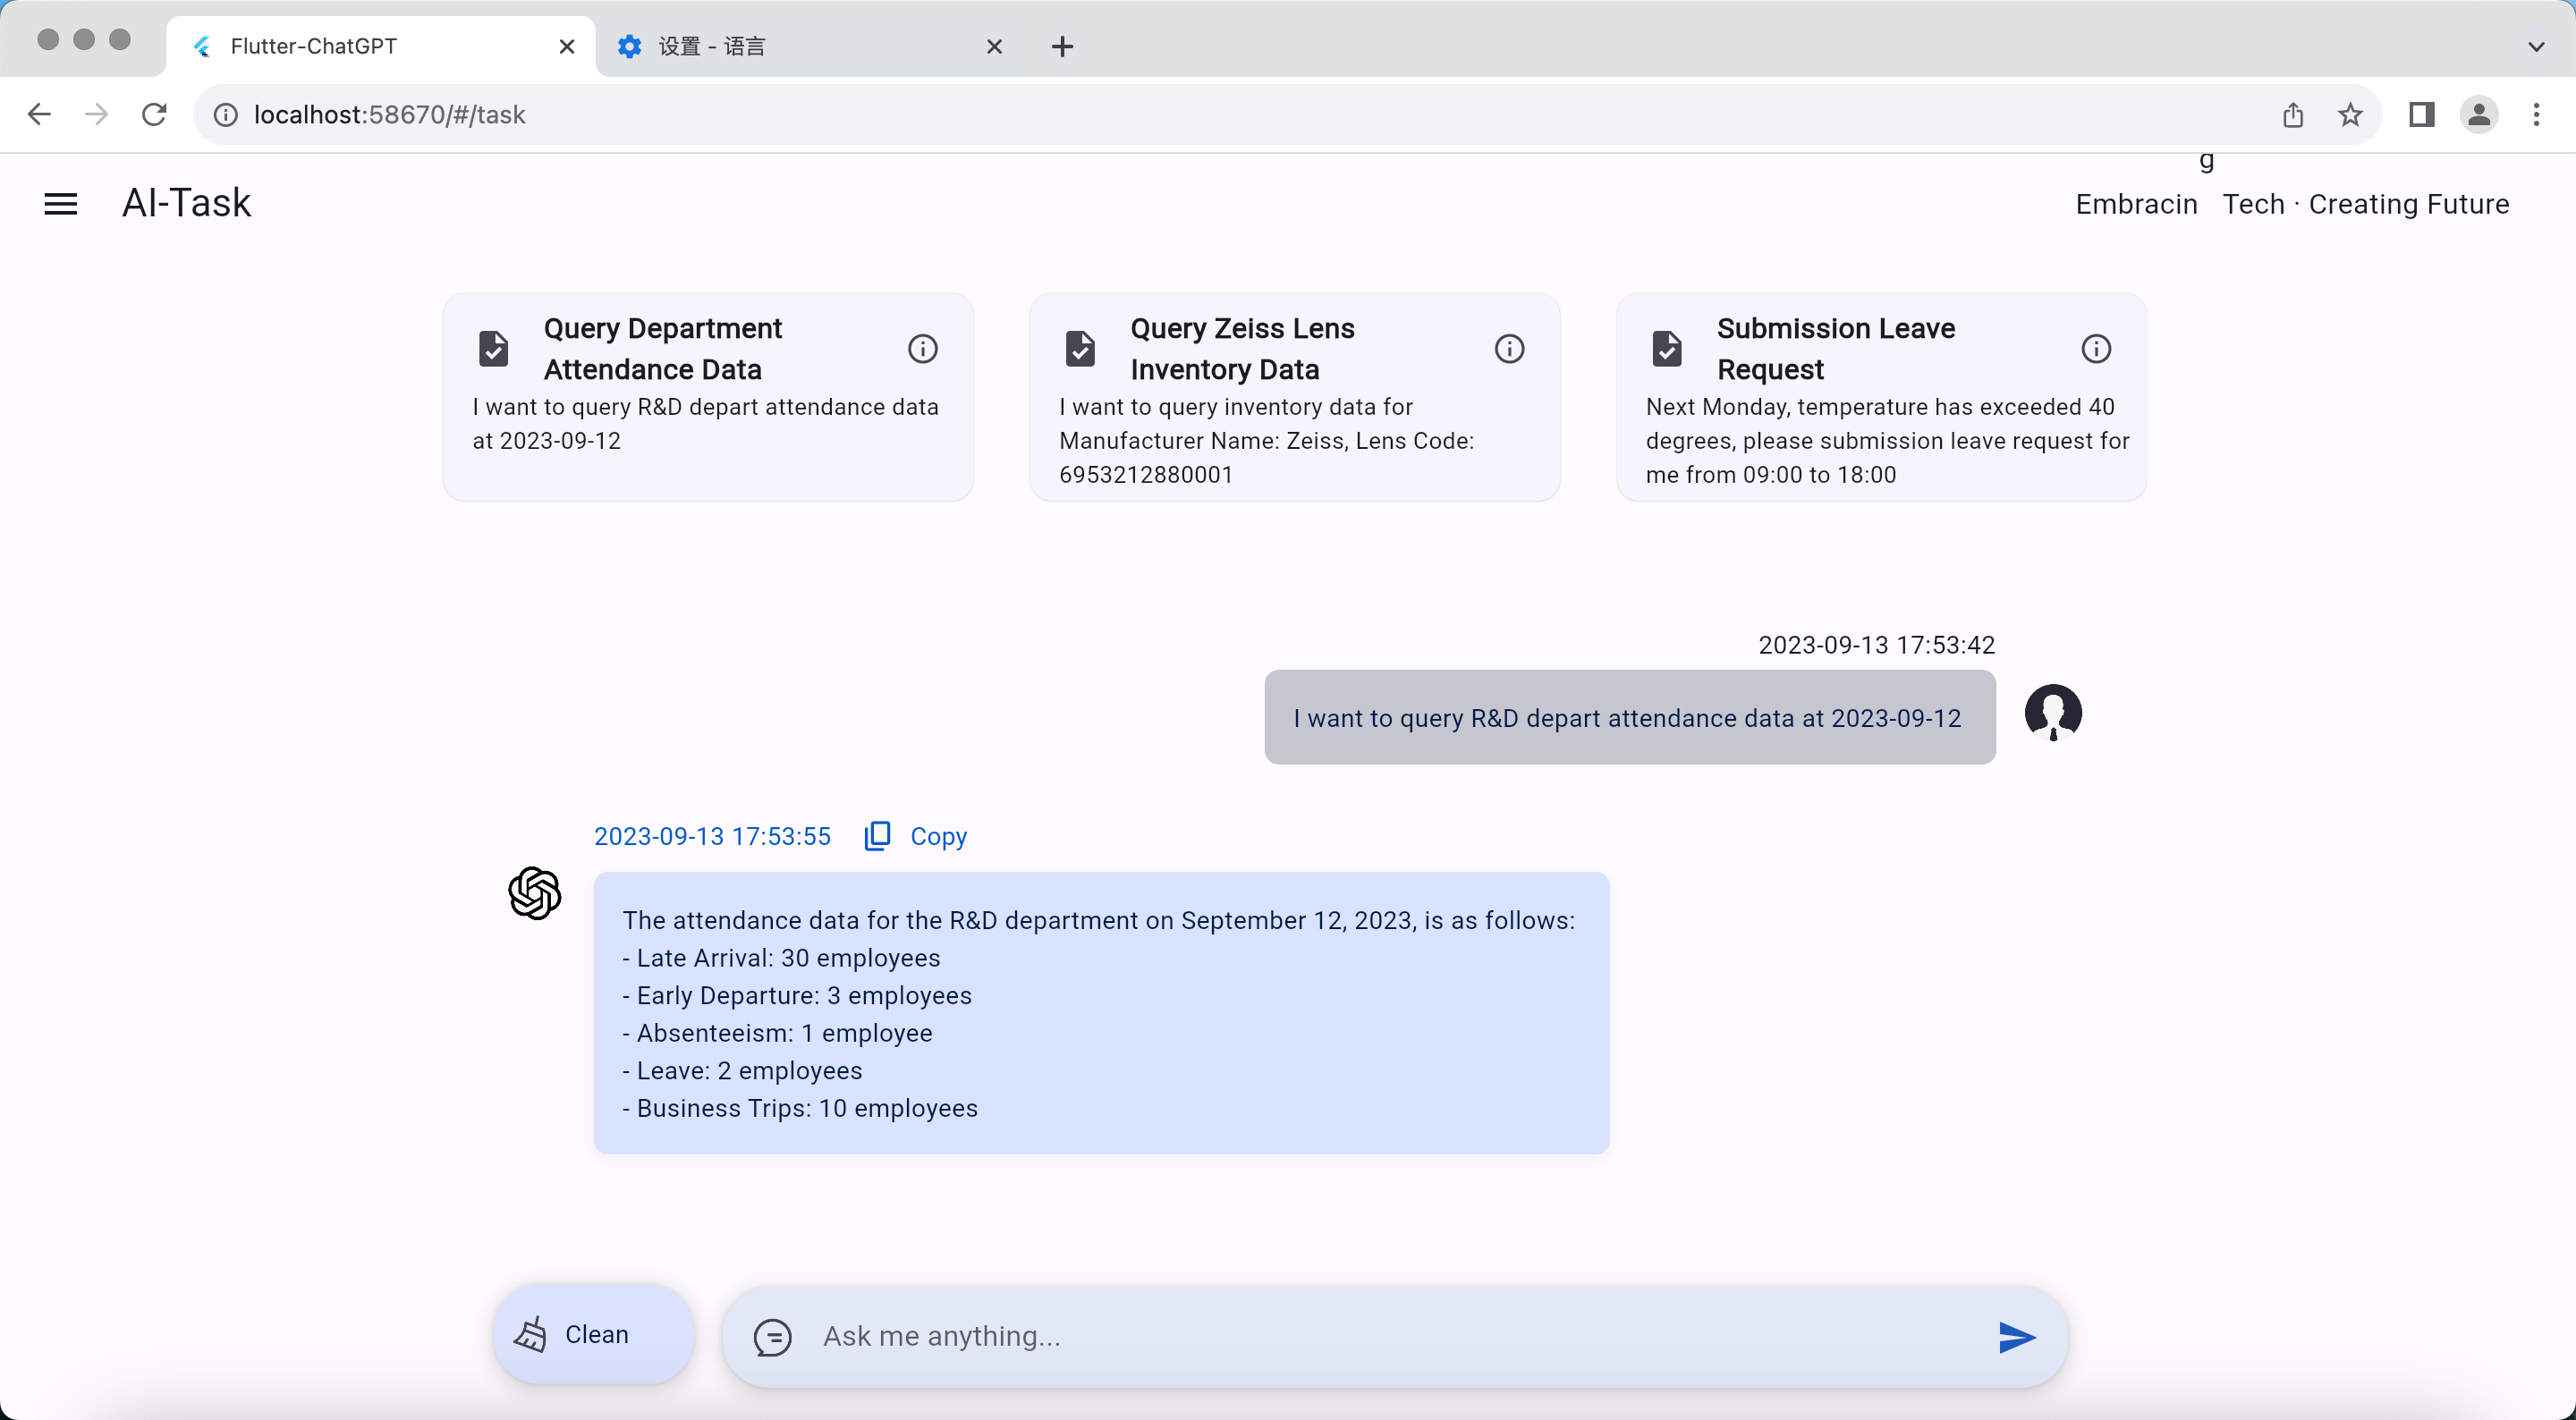 Flutter-ChatGPT
设置 - 语言
localhost:58670/#/task
AI-Task
g
Embracin Tech · Creating Future
Query Department
Attendance Data
I want to query R&D depart attendance data
at 2023-09-12
Query Zeiss Lens
Inventory Data
I want to query inventory data for
Manufacturer Name: Zeiss, Lens Code:
6953212880001
Submission Leave
Request
Next Monday, temperature has exceeded 40
degrees, please submission leave request for
me from 09:00 to 18:00
2023-09-13 17:53:42
I want to query R&D depart attendance data at 2023-09-12
2023-09-13 17:53:55 Copy
The attendance data for the R&D department on September 12, 2023, is as follows:
- Late Arrival: 30 employees
- Early Departure: 3 employees
- Absenteeism: 1 employee
- Leave: 2 employees
- Business Trips: 10 employees
Clean
Ask me anything...